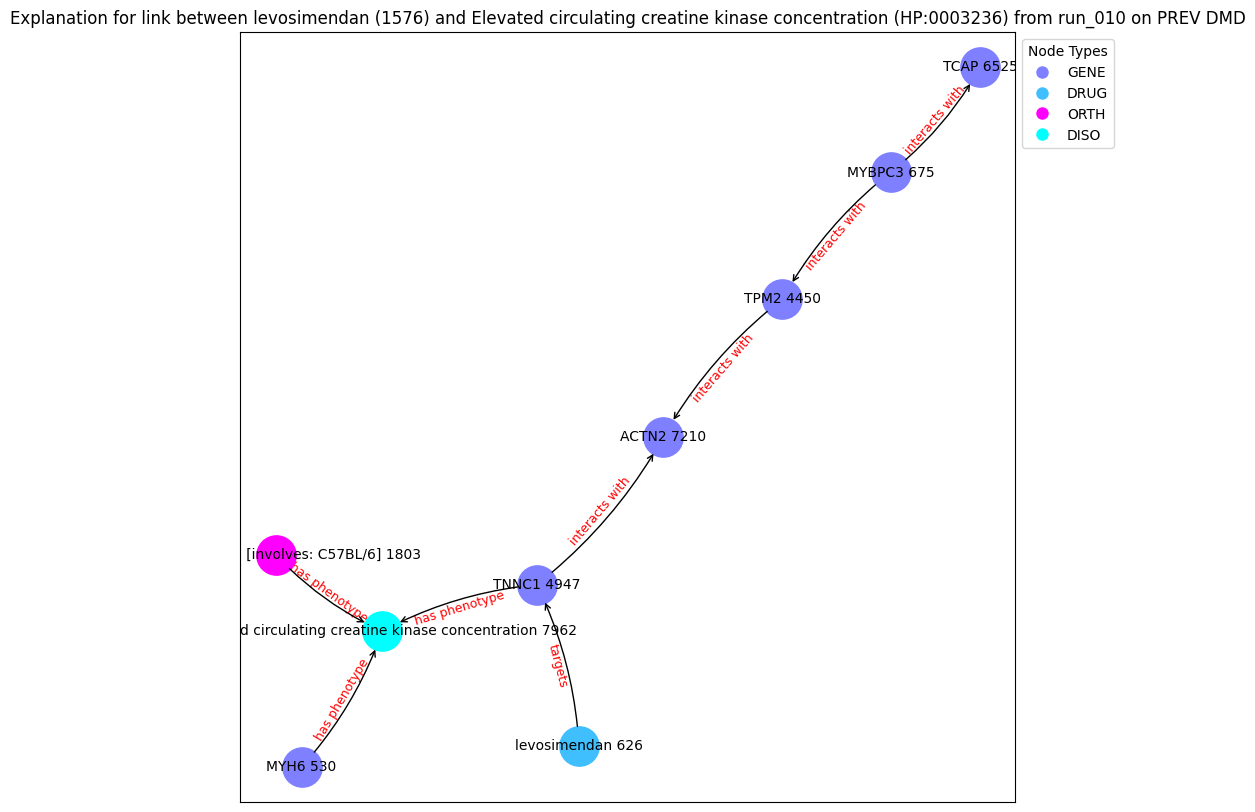 Explanation for link between levosimendan (1576) and Elevated circulating creatine kinase concentration (HP:0003236) from run_010 on PREV DMD
Node Types
GENE
DRUG
ORTH
DISO
TCAP 6525
interacts with
MYBPC3 675
interacts with
TPM2 4450
interacts with
ACTN2 7210
interacts with
[involves: C57BL/6] 1803
has phenotype
TNNC1 4947
has phenotype
d circulating creatine kinase concentration 7962
targets
has phenotype
levosimendan 626
MYH6 530